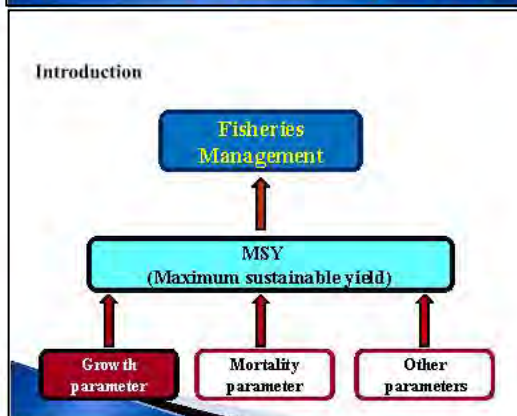 Introduction
Fisheries
Management
MSY
(Maximum sustainable yield)
Growth
parameter
Mortality
parameter
Other
parameters